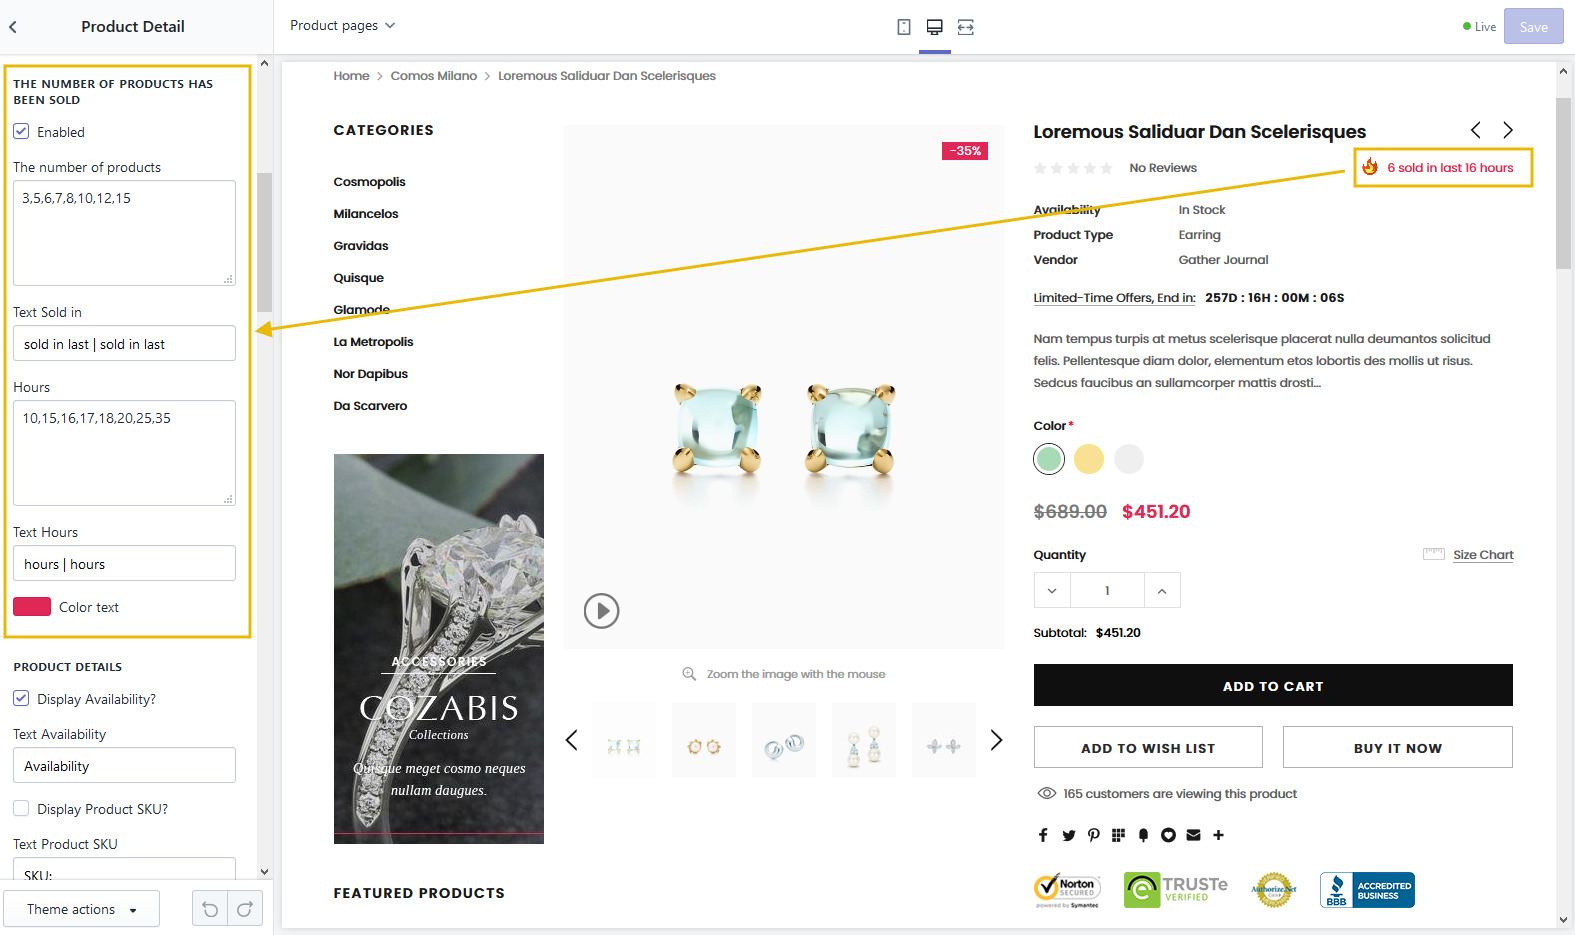 Product Detail
Product pages
Live
Save
THE NUMBER OF PRODUCTS HAS
BEEN SOLD
Enabled
The number of products
3,5,6,7,8,10,12,15
Text Sold in
sold in last | sold in last
Hours
10,15,16,17,18,20,25,35
Text Hours
hours | hours
Color text
PRODUCT DETAILS
Display Availability?
Text Availability
Availability
Display Product SKU?
Text Product SKU
SKU:
Theme actions
Home > Comos Milano > Loremous Saliduar Dan Scelerisques
CATEGORIES
Cosmopolis
Milancelos
Gravidas
Quisque
Glamode
La Metropolis
Nor Dapibus
Da Scarvero
ACCESSORIES
COZABIS
Collections
Quisque meget cosmo neques
nullam daugues.
FEATURED PRODUCTS
-35%
Zoom the image with the mouse
Loremous Saliduar Dan Scelerisques
No Reviews
6 sold in last 16 hours
Availability In Stock
Product Type Earring
Vendor Gather Journal
Limited-Time Offers, End in: 257D : 16H : 00M : 06S
Nam tempus turpis at metus scelerisque placerat nulla deumantos solicitud
felis. Pellentesque diam dolor, elementum etos lobortis des mollis ut risus.
Sedcus faucibus an sullamcorper mattis drosti...
Color*
$689.00 $451.20
Quantity
Size Chart
1
Subtotal: $451.20
ADD TO CART
ADD TO WISH LIST
BUY IT NOW
165 customers are viewing this product
Norton
SECURED
powered by Symantec
TRUSTe
VERIFIED
Authorize.Net
BBB
ACCREDITED
BUSINESS